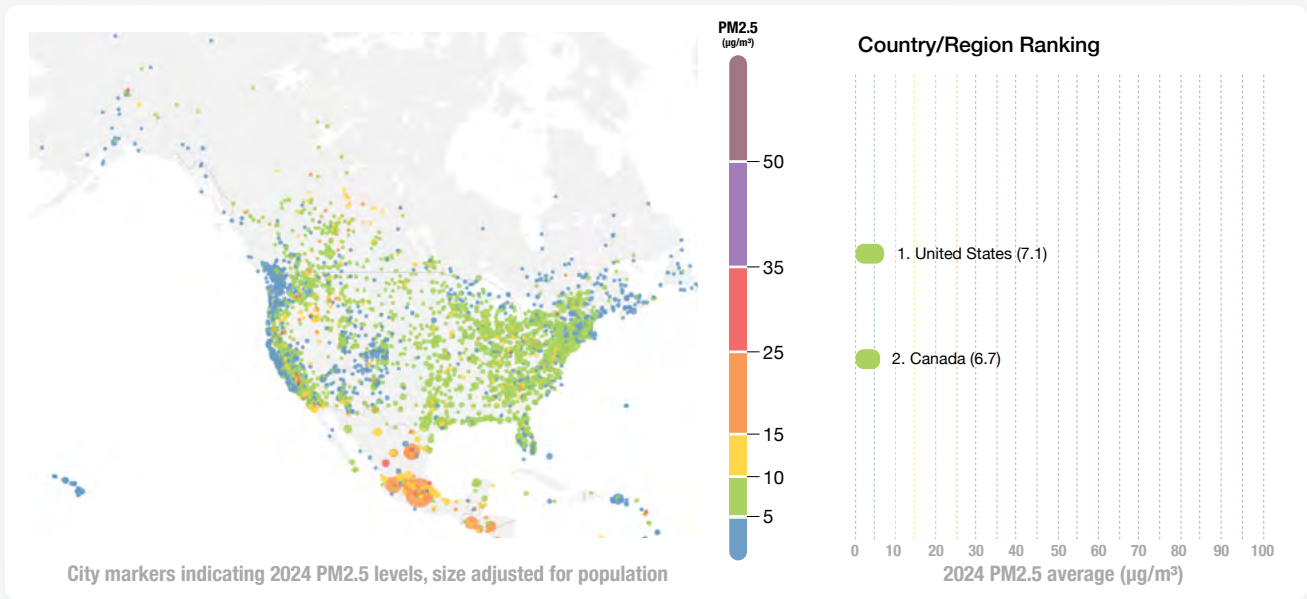 PM2.5
(µg/m³)
50
35
25
15
10
5
City markers indicating 2024 PM2.5 levels, size adjusted for population
Country/Region Ranking
1. United States (7.1)
2. Canada (6.7)
0 10 20 30 40 50 60 70 80 90 100
2024 PM2.5 average (µg/m³)